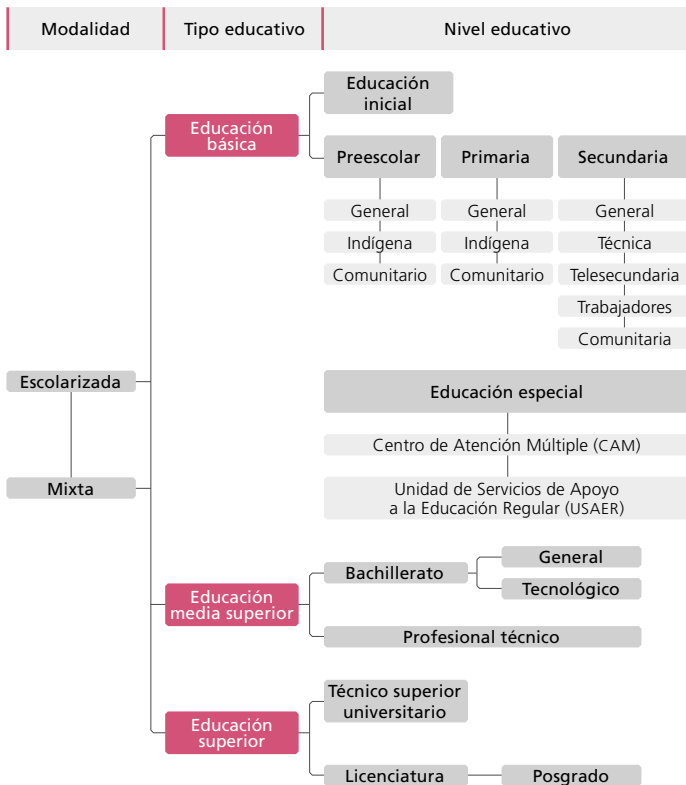 Modalidad
Tipo educativo
Nivel educativo
Educación
inicial
Educación
básica
Preescolar
Primaria
Secundaria
General
General
General
Indígena
Indígena
Técnica
Comunitario
Comunitario
Telesecundaria
Trabajadores
Comunitaria
Escolarizada
Educación especial
Centro de Atención Múltiple (CAM)
Mixta
Unidad de Servicios de Apoyo
a la Educación Regular (USAER)
General
Bachillerato
Tecnológico
Educación
media superior
Profesional técnico
Técnico superior
universitario
Educación
superior
Licenciatura
Posgrado